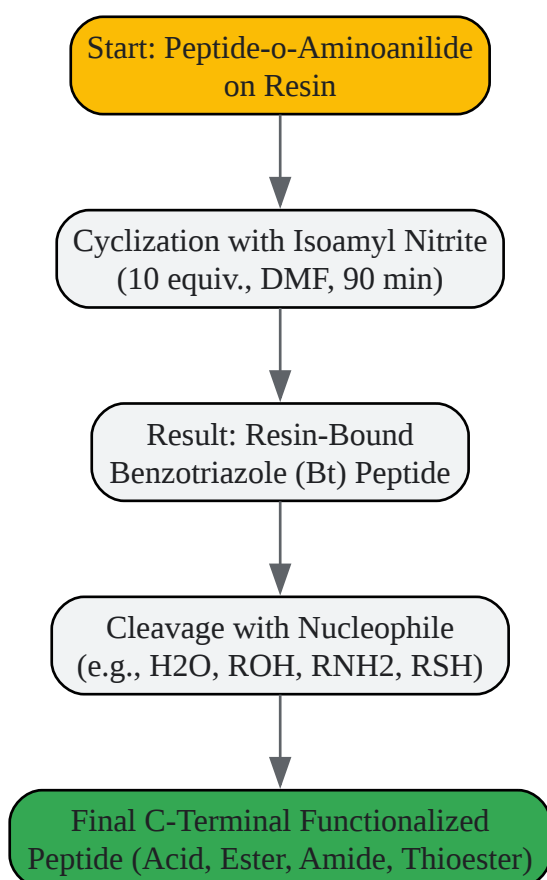 Start: Peptide-o-Aminoanilide
on Resin
Cyclization with Isoamyl Nitrite
(10 equiv., DMF, 90 min)
Result: Resin-Bound
Benzotriazole (Bt) Peptide
Cleavage with Nucleophile
(e.g., H2O, ROH, RNH2, RSH)
Final C-Terminal Functionalized
Peptide (Acid, Ester, Amide, Thioester)